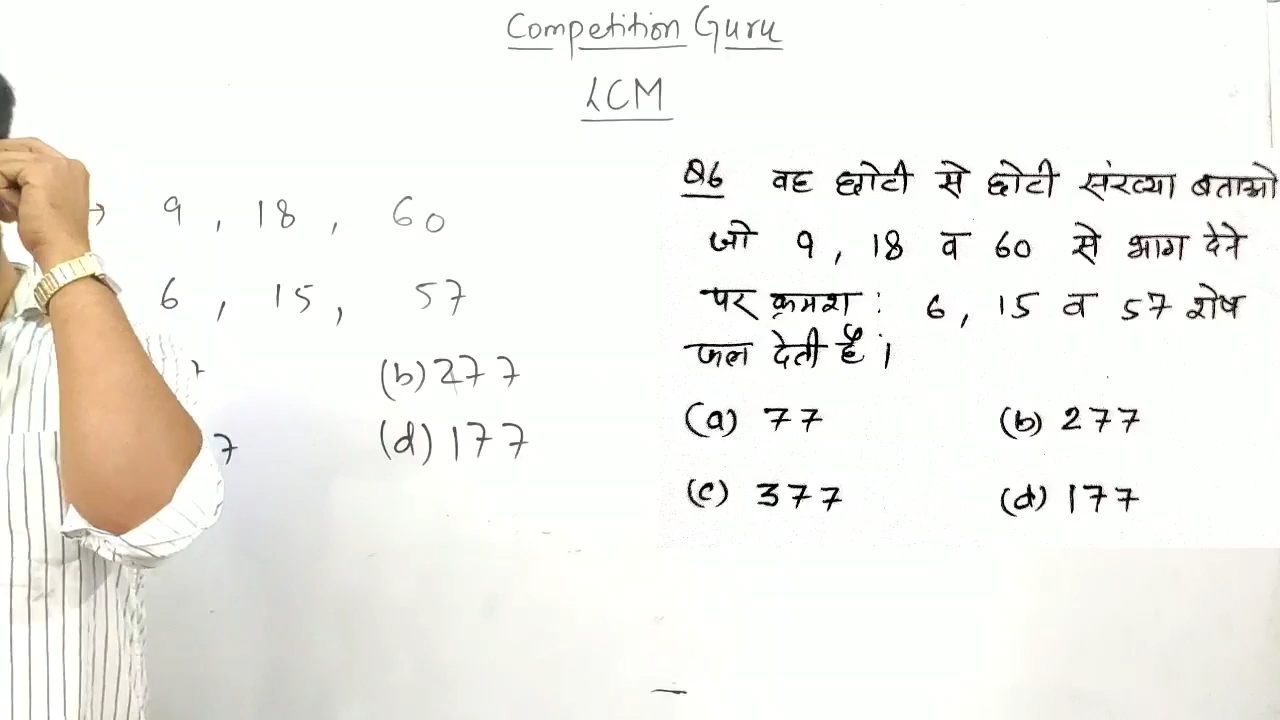 Competition Guru
LCM
→ 9 , 18 , 60
6 , 15 , 57
(b) 277
7 (d) 177
Q6 वह छोटी से छोटी संख्या बताओ
जो 9 , 18 व 60 से भाग देने
पर क्रमश : 6 , 15 व 57 शेष
फल देती है ।
(a) 77 (b) 277
(c) 377 (d) 177